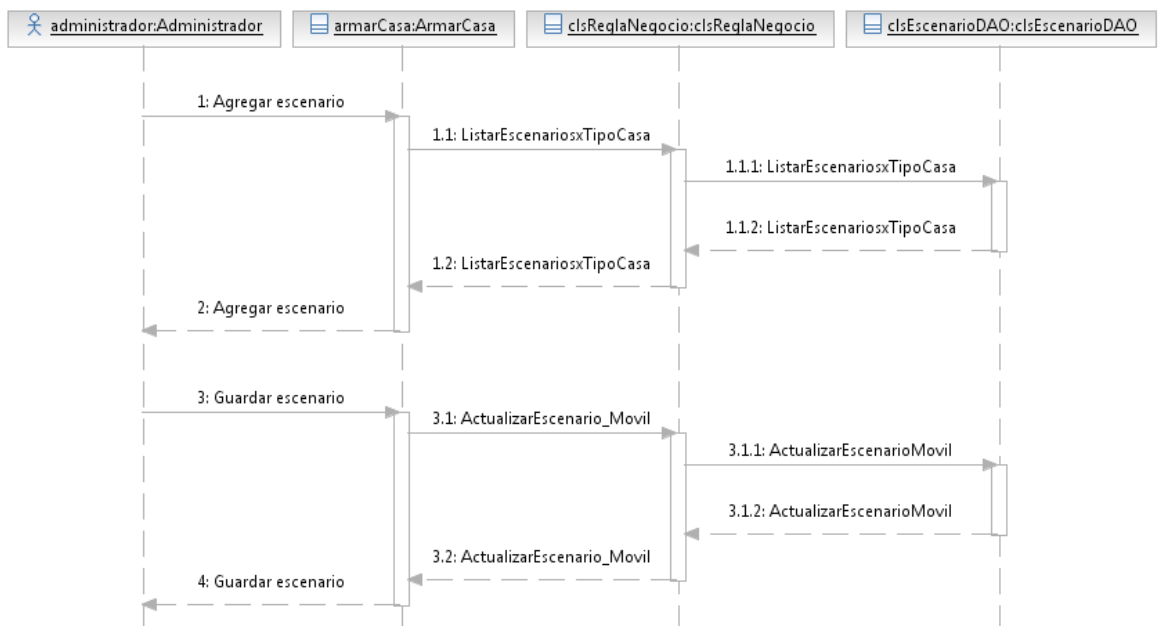 administrador:Administrador
armarCasa:ArmarCasa
clsReglaNegocio:clsReglaNegocio
clsEscenarioDAO:clsEscenarioDAO
1: Agregar escenario
1.1: ListarEscenariosxTipoCasa
1.1.1: ListarEscenariosxTipoCasa
1.1.2: ListarEscenariosxTipoCasa
1.2: ListarEscenariosxTipoCasa
2: Agregar escenario
3: Guardar escenario
3.1: ActualizarEscenario_Movil
3.1.1: ActualizarEscenarioMovil
3.1.2: ActualizarEscenarioMovil
3.2: ActualizarEscenario_Movil
4: Guardar escenario